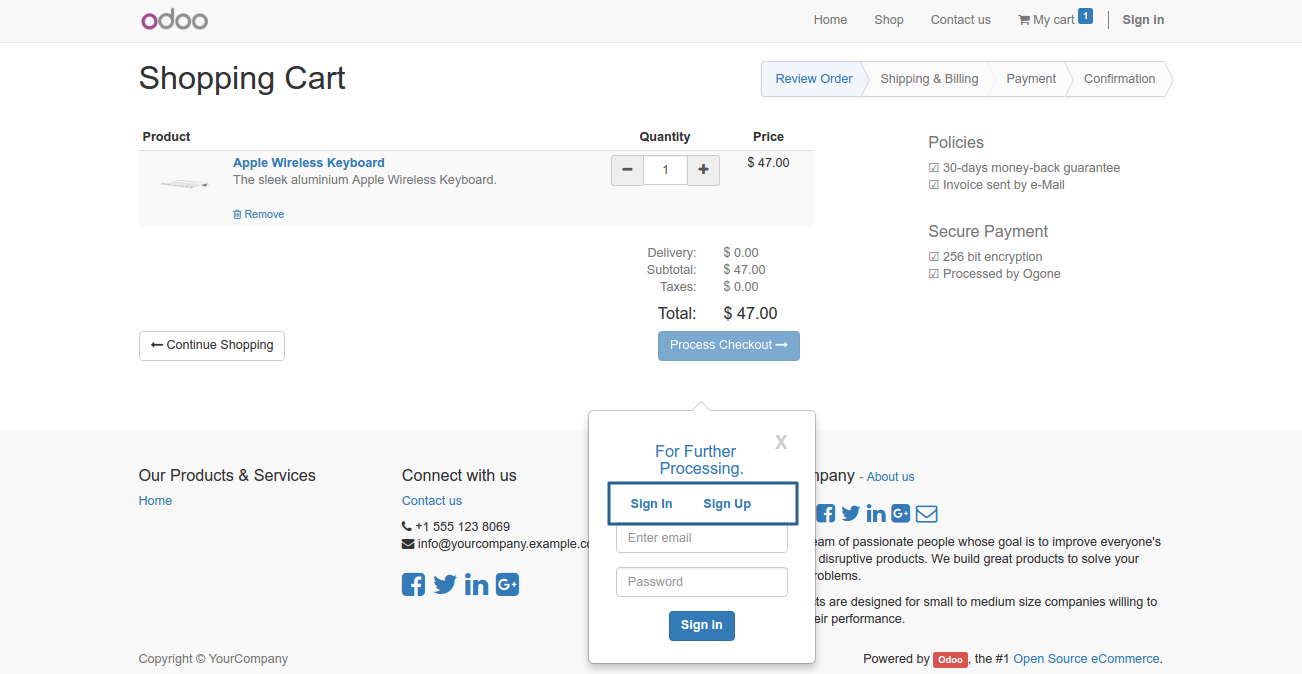 odoo
Home Shop Contact us My cart 1 Sign in
Shopping Cart
Review Order Shipping & Billing Payment Confirmation
Product Quantity Price
Apple Wireless Keyboard
The sleek aluminium Apple Wireless Keyboard.
Remove
1
$ 47.00
Delivery: $ 0.00
Subtotal: $ 47.00
Taxes: $ 0.00
Total: $ 47.00
Continue Shopping
Process Checkout
Policies
30-days money-back guarantee
Invoice sent by e-Mail
Secure Payment
256 bit encryption
Processed by Ogone
X
For Further
Processing.
Sign In Sign Up
Enter email
Password
Sign In
Our Products & Services
Home
Connect with us
Contact us
+1 555 123 8069
info@yourcompany.example.co
mpany - About us
eam of passionate people whose goal is to improve everyone's
disruptive products. We build great products to solve your
roblems.
ts are designed for small to medium size companies willing to
eir performance.
Copyright © YourCompany
Powered by Odoo, the #1 Open Source eCommerce.